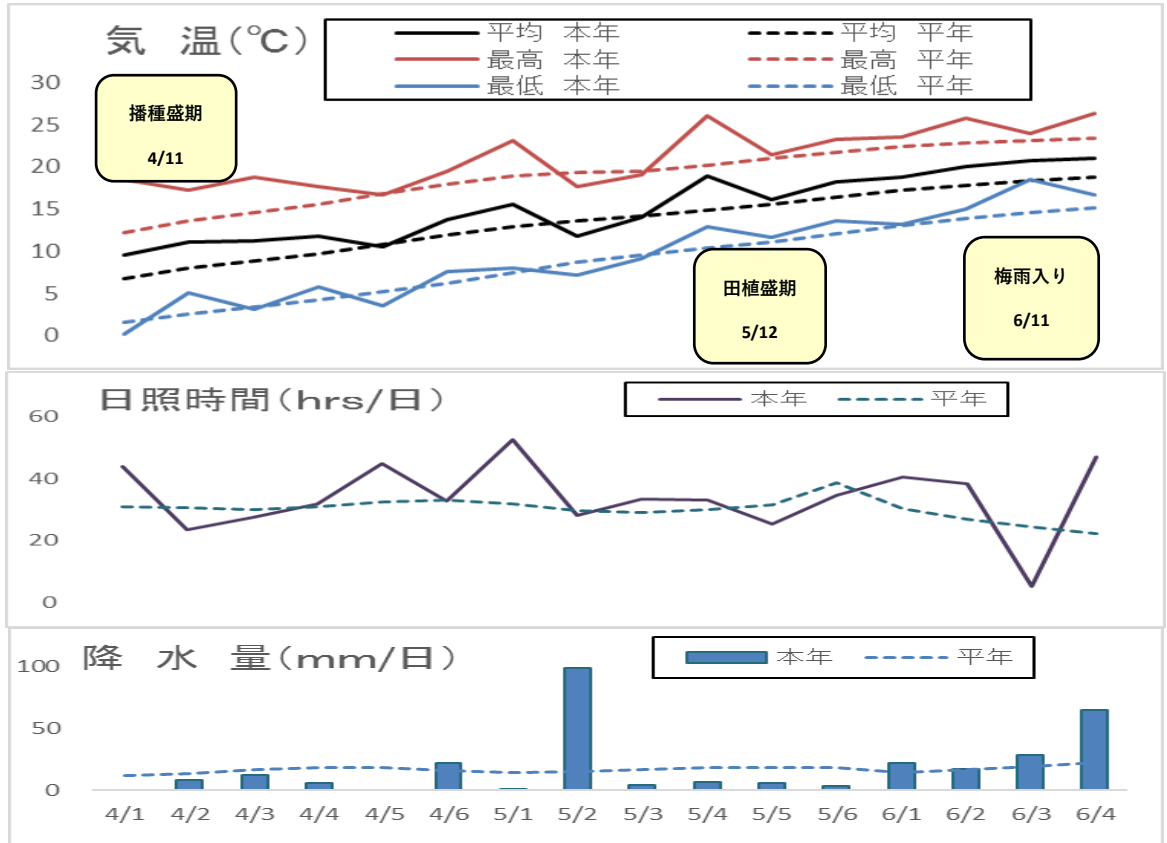 気　温(℃)
平均　本年
平均　平年
最高　本年
最高　平年
最低　本年
最低　平年
30
25
20
15
10
5
0
播種盛期
4/11
田植盛期
5/12
梅雨入り
6/11
日照時間(hrs/日)
本年
平年
60
40
20
0
降　水　量(mm/日)
本年
平年
100
50
0
4/1 4/2 4/3 4/4 4/5 4/6 5/1 5/2 5/3 5/4 5/5 5/6 6/1 6/2 6/3 6/4